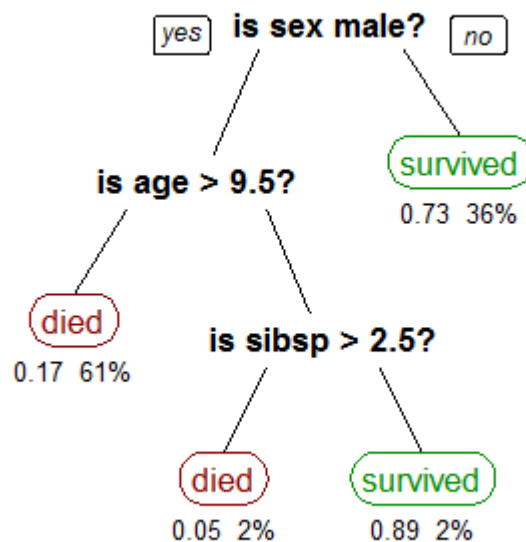 yes is sex male? no
survived
is age > 9.5?
0.73 36%
died
is sibsp > 2.5?
0.17 61%
died survived
0.05 2% 0.89 2%